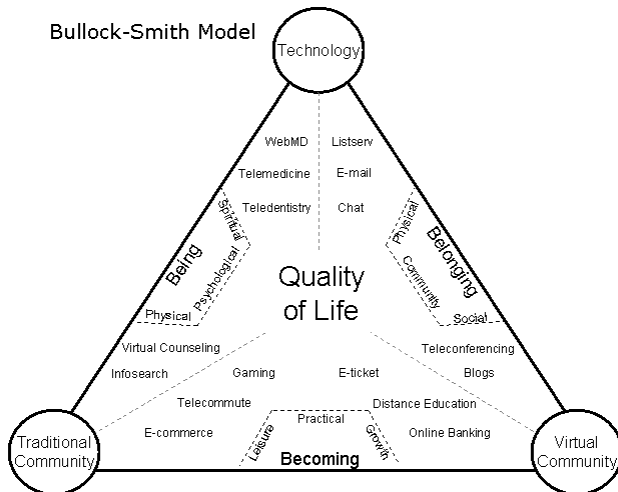 Bullock-Smith Model
Technology
WebMD
Listserv
Telemedicine
E-mail
Teledentistry
Chat
Spiritual
Psychological
Physical
Being
Physical
Community
Social
Belonging
Quality
of Life
Virtual Counseling
Teleconferencing
Infosearch
Gaming
E-ticket
Blogs
Telecommute
Distance Education
E-commerce
Online Banking
Leisure
Practical
Growth
Becoming
Traditional
Community
Virtual
Community